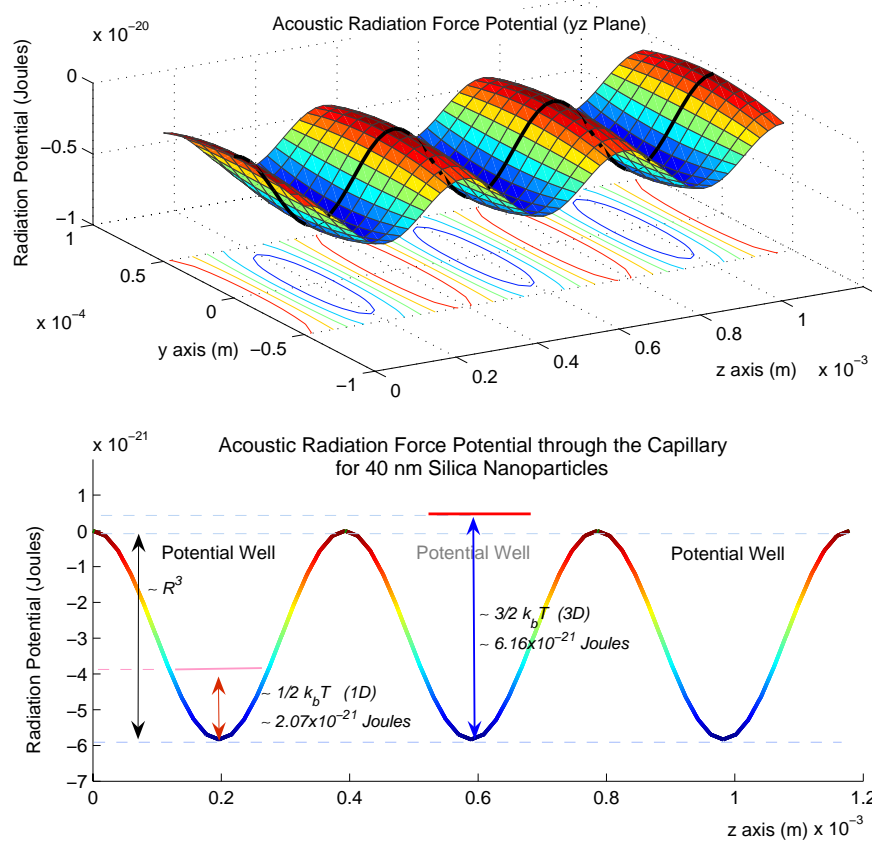 Acoustic Radiation Force Potential (yz Plane)
x 10−20
0
−0.5
−1
Radiation Potential (Joules)
1
0.5
0
−0.5
−1
x 10−4
y axis (m)
0
0.2
0.4
0.6
0.8
1
z axis (m) x 10−3
x 10−21
Acoustic Radiation Force Potential through the Capillary
for 40 nm Silica Nanoparticles
1
0
−1
−2
−3
−4
−5
−6
−7
Radiation Potential (Joules)
Potential Well
Potential Well
Potential Well
~ R3
~ 3/2 kbT (3D)
~ 6.16x10−21 Joules
~ 1/2 kbT (1D)
~ 2.07x10−21 Joules
0
0.2
0.4
0.6
0.8
1
1.2
z axis (m) x 10−3